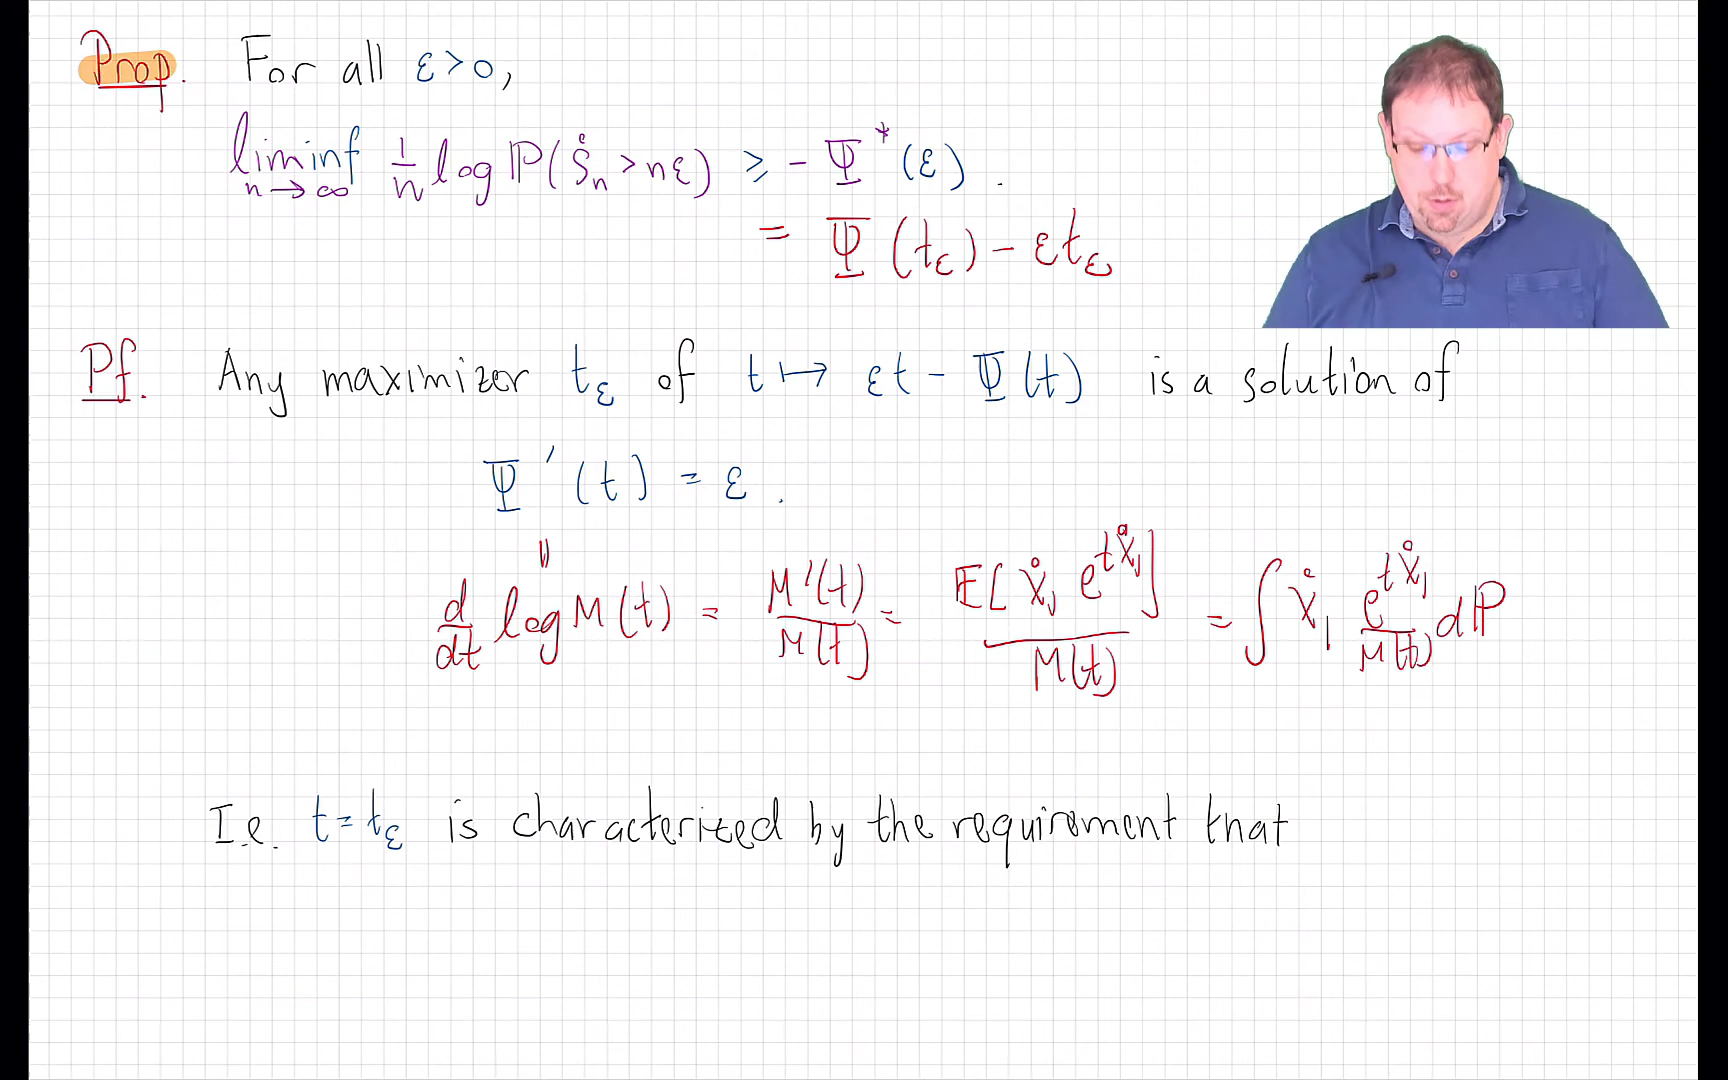 Prop. For all ε>0,
liminf n→∞ 1/n log ℙ(S̊ₙ > nε) ≥ -Ψ*(ε).
= Ψ(t_ε) - εt_ε
Pf. Any maximizer t_ε of t ↦ εt - Ψ(t) is a solution of
Ψ'(t) = ε.
||
d/dt log M(t) = M'(t)/M(t) = E[X̊₁ e^{tX̊₁}]/M(t) = ∫ X̊₁ e^{tX̊₁}/M(t) dℙ
I.e. t=t_ε is characterized by the requirement that